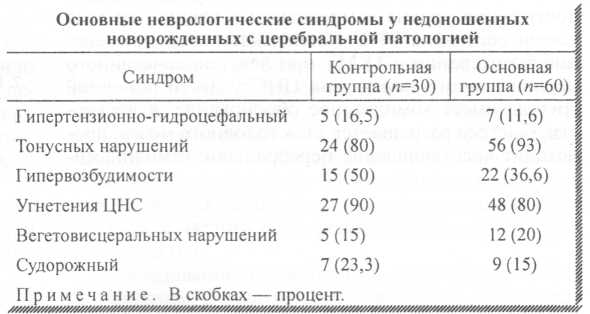 Основные неврологические синдромы у недоношенных
новорожденных с церебральной патологией
Синдром Контрольная группа (n=30) Основная группа (n=60)
Гипертензионно-гидроцефальный 5 (16,5) 7 (11,6)
Тонусных нарушений 24 (80) 56 (93)
Гипервозбудимости 15 (50) 22 (36,6)
Угнетения ЦНС 27 (90) 48 (80)
Вегетовисцеральных нарушений 5 (15) 12 (20)
Судорожный 7 (23,3) 9 (15)
Примечание. В скобках — процент.